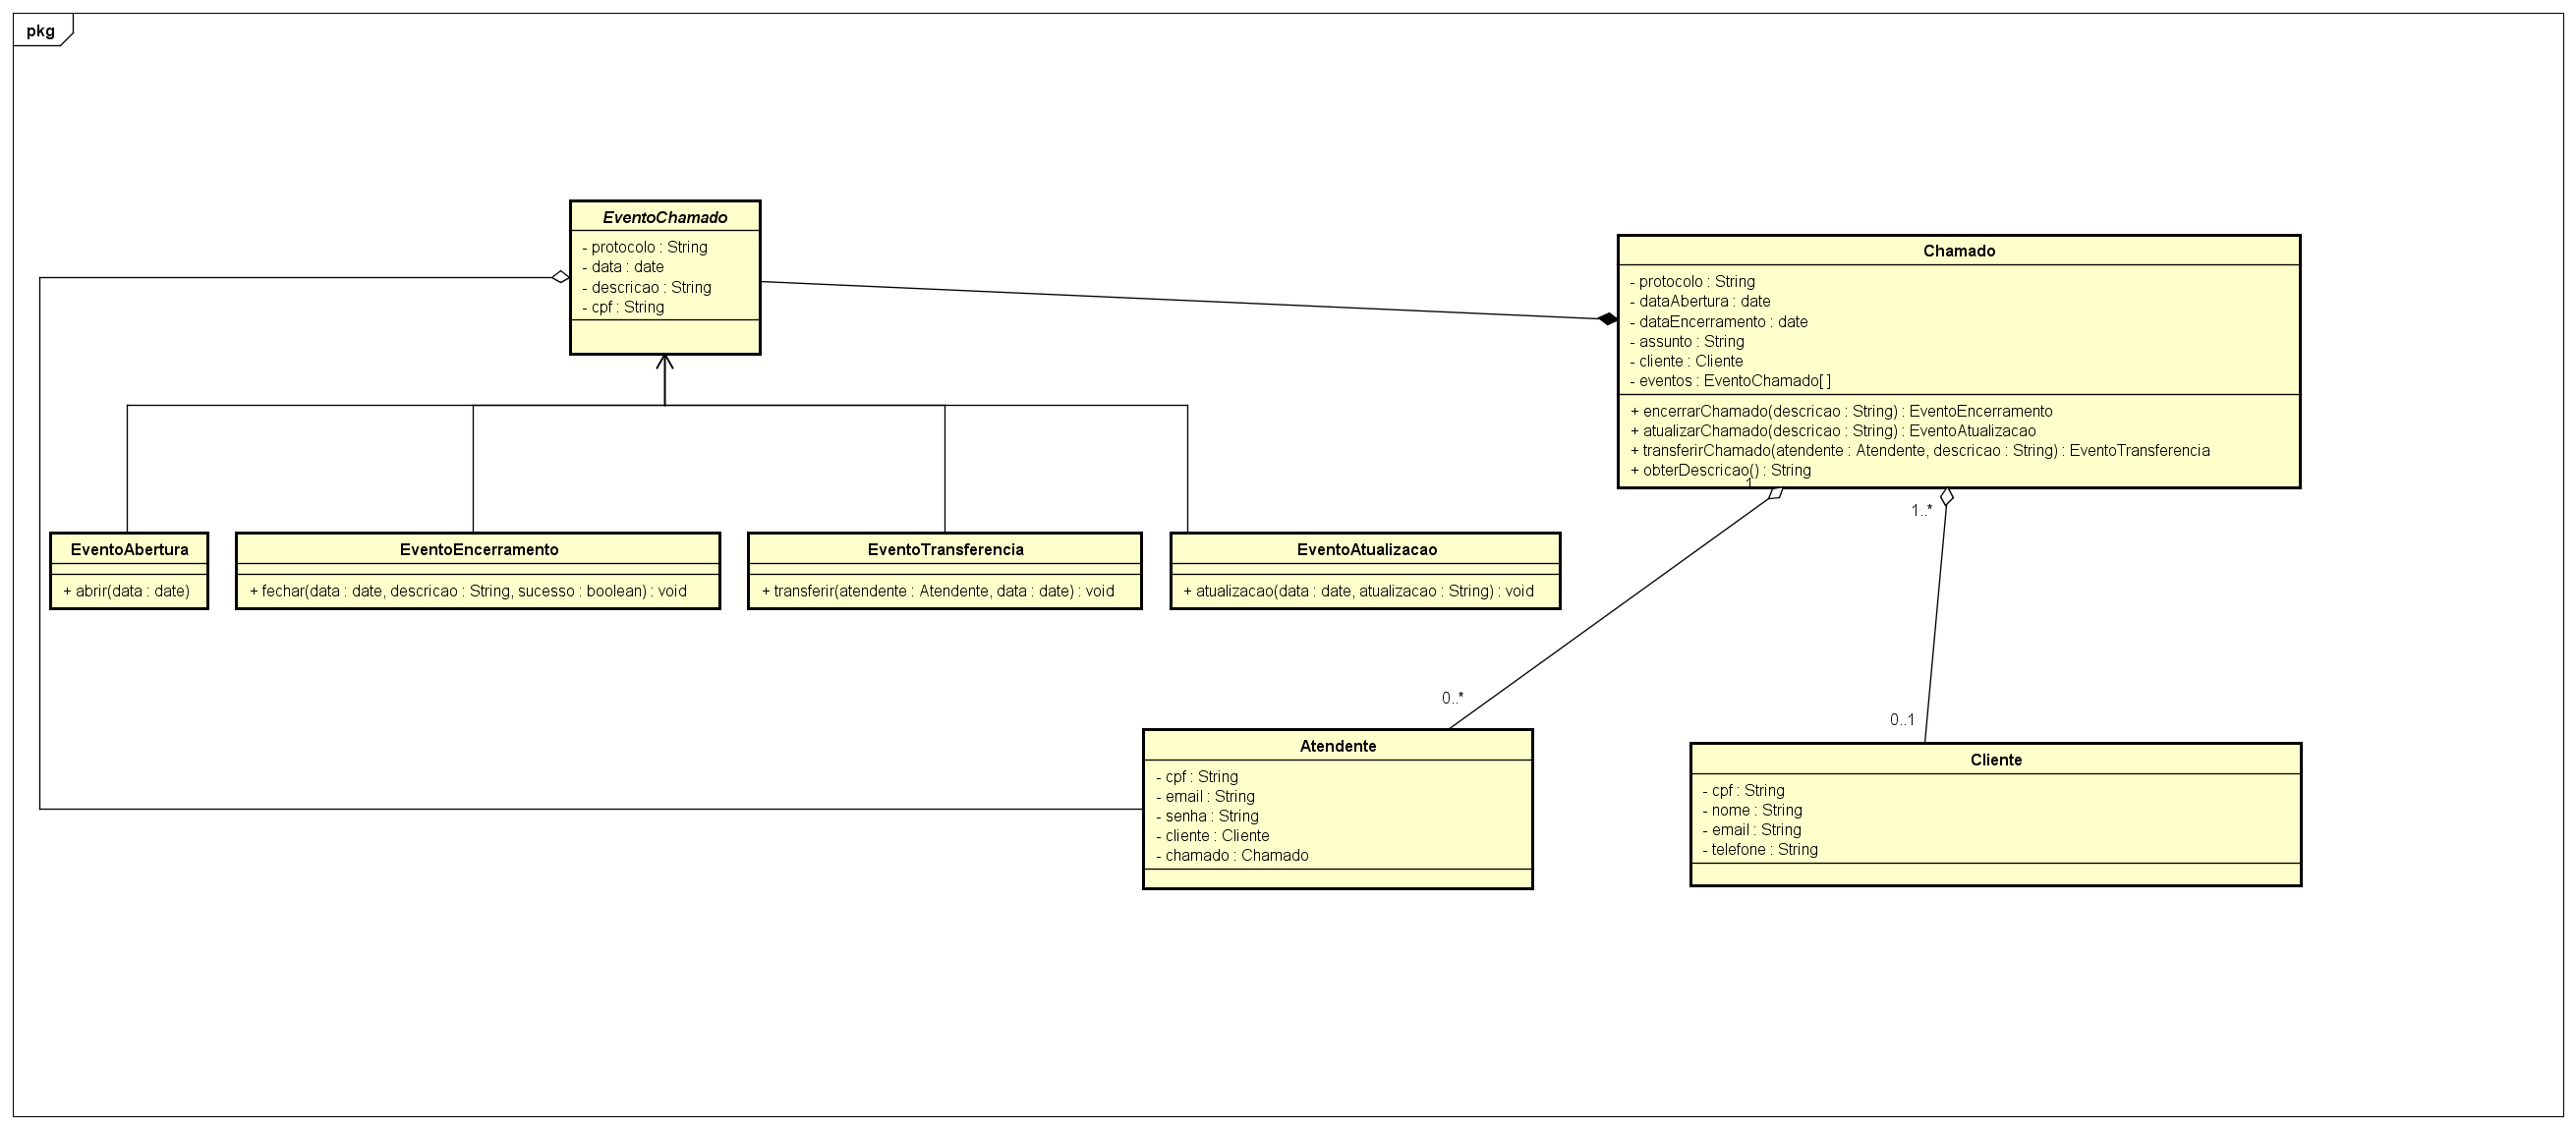 pkg
EventoChamado
- protocolo : String
- data : date
- descricao : String
- cpf : String
Chamado
- protocolo : String
- dataAbertura : date
- dataEncerramento : date
- assunto : String
- cliente : Cliente
- eventos : EventoChamado[ ]
+ encerrarChamado(descricao : String) : EventoEncerramento
+ atualizarChamado(descricao : String) : EventoAtualizacao
+ transferirChamado(atendente : Atendente, descricao : String) : EventoTransferencia
+ obterDescricao() : String
1
1..*
EventoAbertura
+ abrir(data : date)
EventoEncerramento
+ fechar(data : date, descricao : String, sucesso : boolean) : void
EventoTransferencia
+ transferir(atendente : Atendente, data : date) : void
EventoAtualizacao
+ atualizacao(data : date, atualizacao : String) : void
0..*
0..1
Atendente
- cpf : String
- email : String
- senha : String
- cliente : Cliente
- chamado : Chamado
Cliente
- cpf : String
- nome : String
- email : String
- telefone : String